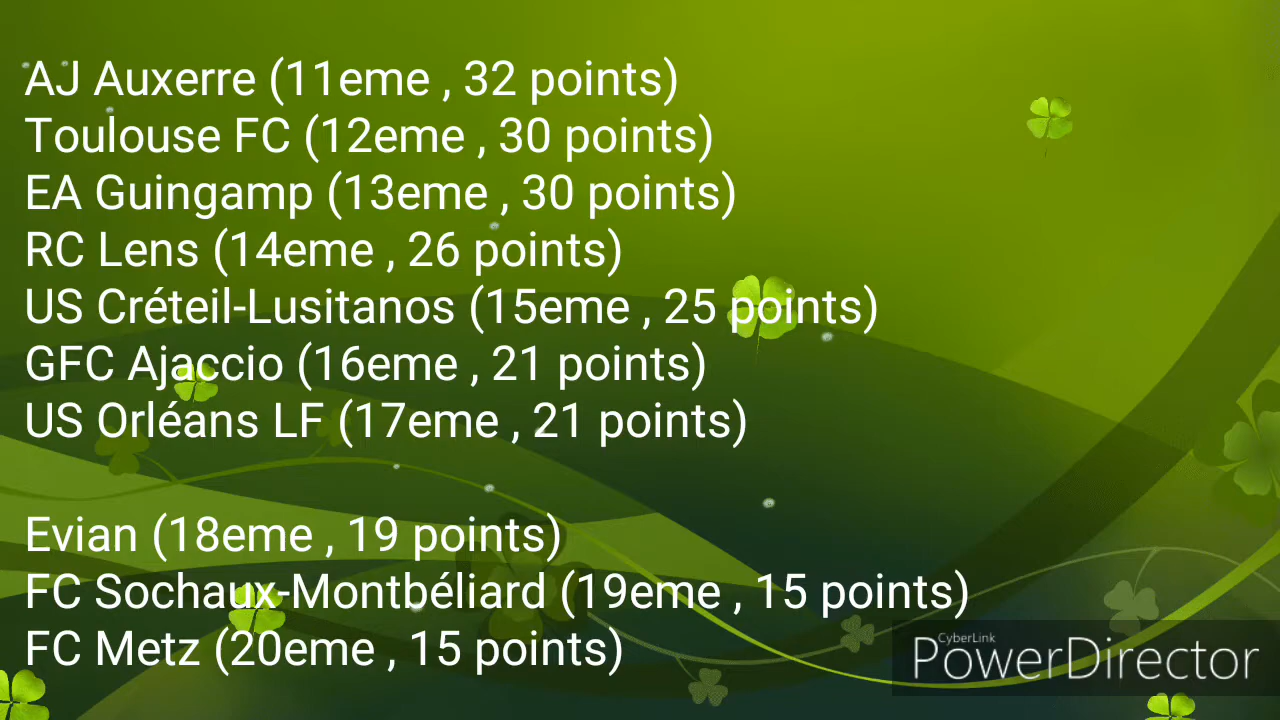 AJ Auxerre (11eme , 32 points)
Toulouse FC (12eme , 30 points)
EA Guingamp (13eme , 30 points)
RC Lens (14eme , 26 points)
US Créteil-Lusitanos (15eme , 25 points)
GFC Ajaccio (16eme , 21 points)
US Orléans LF (17eme , 21 points)
Evian (18eme , 19 points)
FC Sochaux-Montbéliard (19eme , 15 points)
FC Metz (20eme , 15 points)
CyberLink
PowerDirector